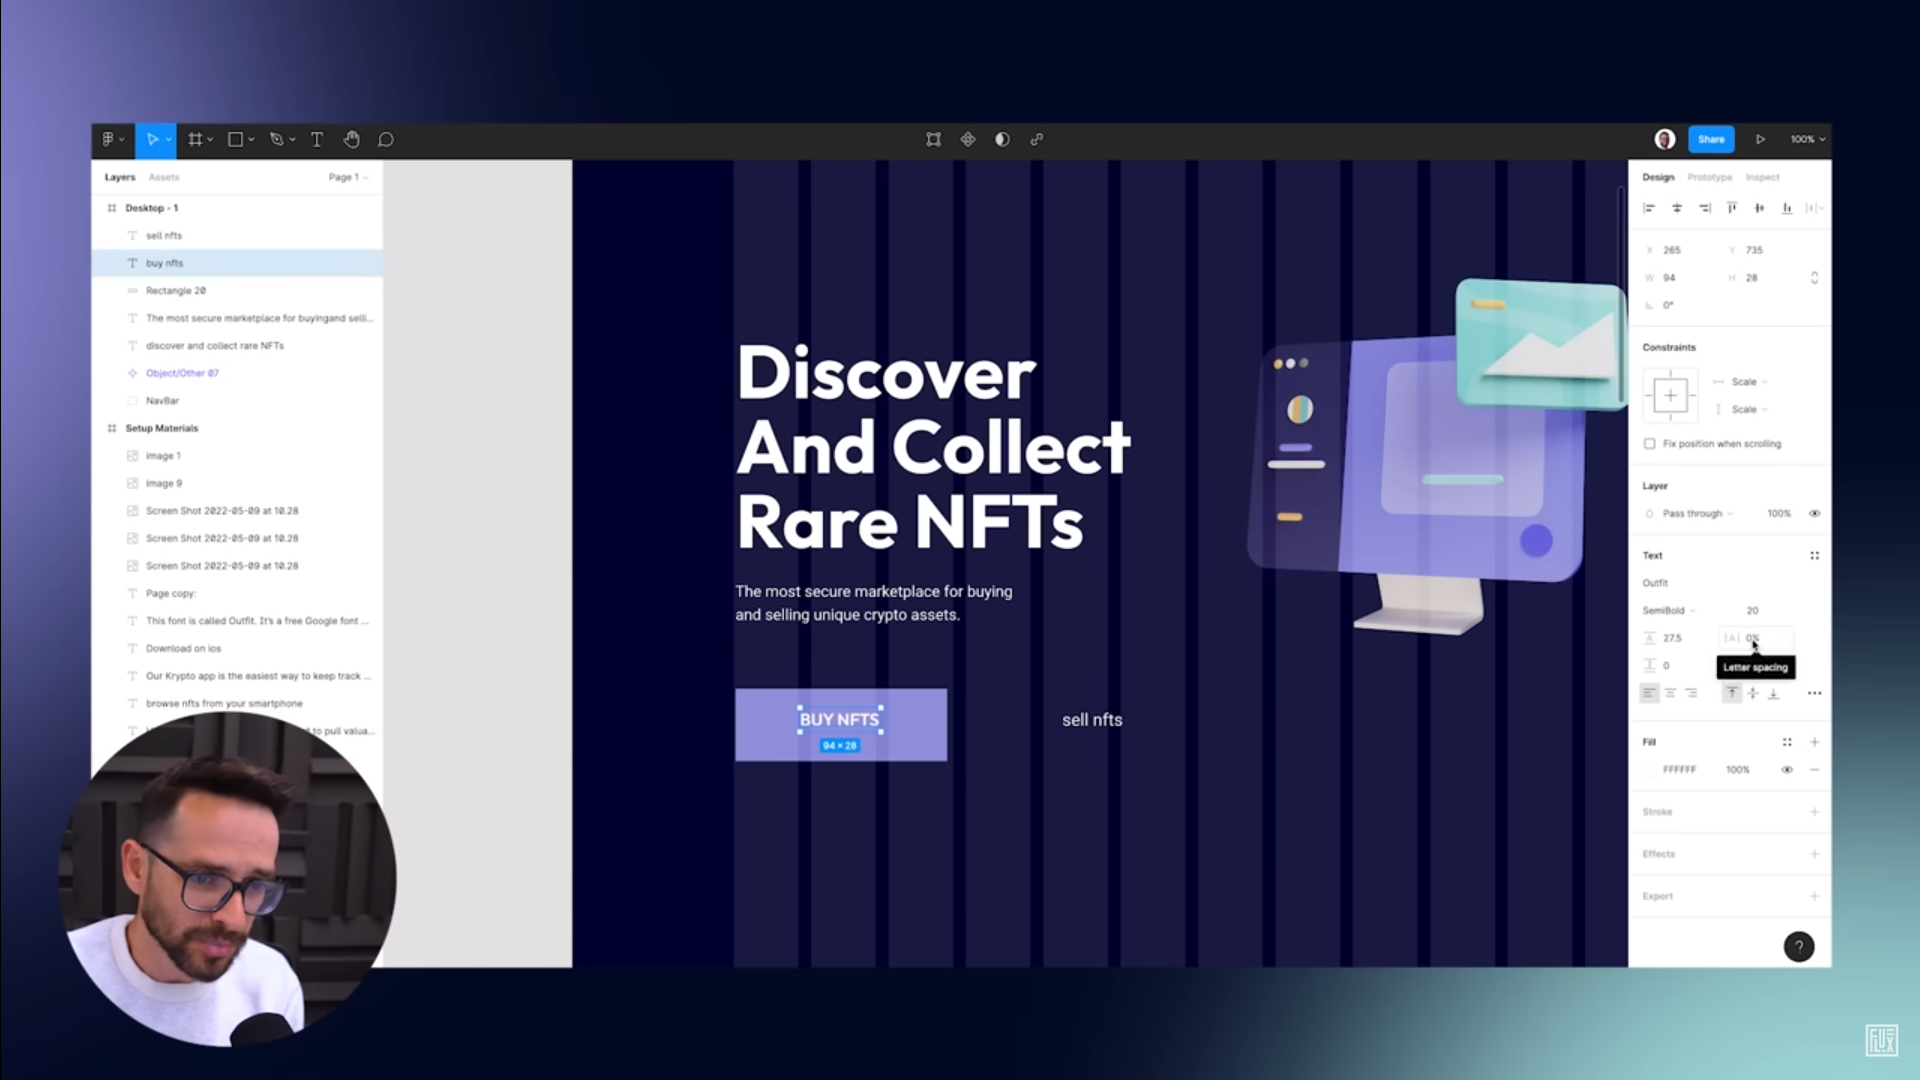 100%
Share
Layers
Assets
Page 1
Desktop - 1
sell nfts
buy nfts
Rectangle 20
The most secure marketplace for buyingand selli...
discover and collect rare NFTs
Object/Other 07
NavBar
Setup Materials
image 1
image 9
Screen Shot 2022-05-09 at 10.28
Screen Shot 2022-05-09 at 10.28
Screen Shot 2022-05-09 at 10.28
Page copy:
This font is called Outfit. It's a free Google font ...
Download on ios
Our Krypto app is the easiest way to keep track ...
browse nfts from your smartphone
to pull valua...
Discover
And Collect
Rare NFTs
The most secure marketplace for buying
and selling unique crypto assets.
BUY NFTS
94 × 28
sell nfts
Design
Prototype
Inspect
X 265
Y 735
W 94
H 28
0°
Constraints
Scale
Scale
Fix position when scrolling
Layer
Pass through
100%
Text
Outfit
SemiBold
20
27.5
0%
0
Letter spacing
Fill
FFFFFF
100%
Stroke
Effects
Export
?
FLUX